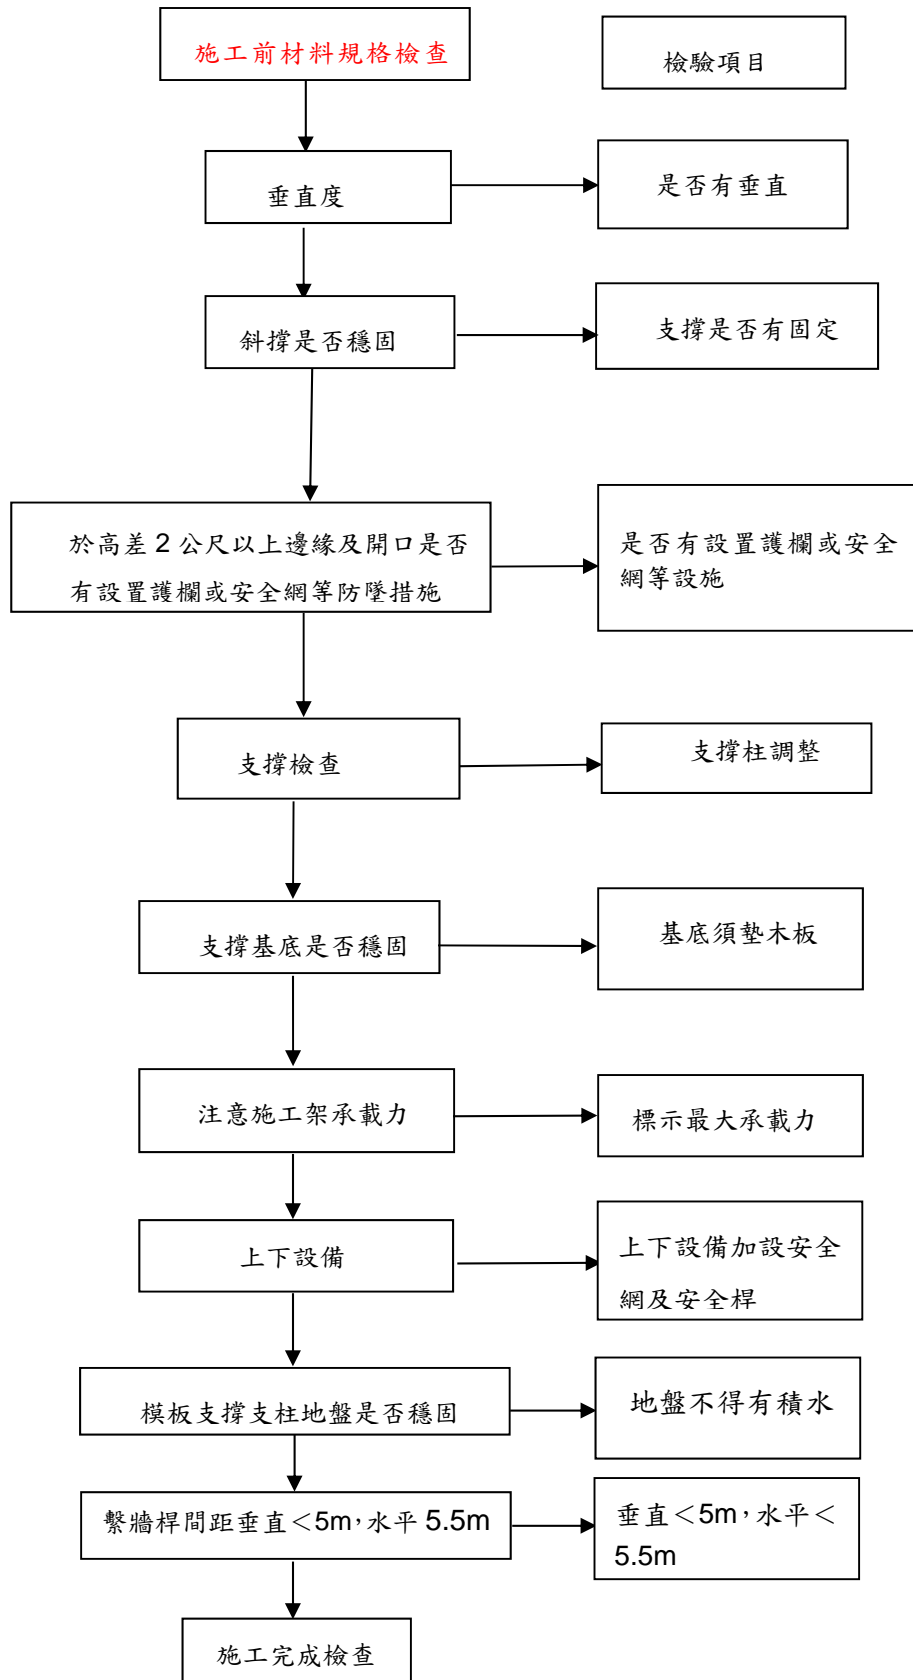 施工前材料規格檢查
檢驗項目
垂直度
是否有垂直
斜撐是否穩固
支撐是否有固定
於高差 2 公尺以上邊緣及開口是否
有設置護欄或安全網等防墜措施
是否有設置護欄或安全
網等設施
支撐檢查
支撐柱調整
支撐基底是否穩固
基底須墊木板
注意施工架承載力
標示最大承載力
上下設備
上下設備加設安全
網及安全桿
模板支撐支柱地盤是否穩固
地盤不得有積水
繫牆桿間距垂直＜5m，水平 5.5m
垂直＜5m，水平＜
5.5m
施工完成檢查